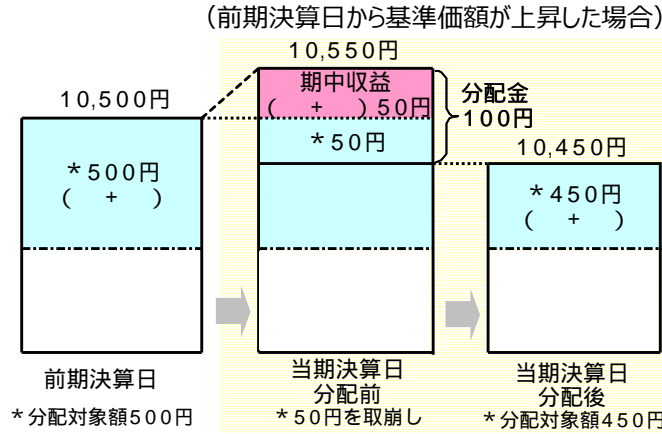 （前期決算日から基準価額が上昇した場合）
10,550円
期中収益
（　+　）50円
*50円
分配金
100円
10,500円
*500円
（　+　）
10,450円
*450円
（　+　）
前期決算日
*分配対象額500円
当期決算日
分配前
*50円を取崩し
当期決算日
分配後
*分配対象額450円